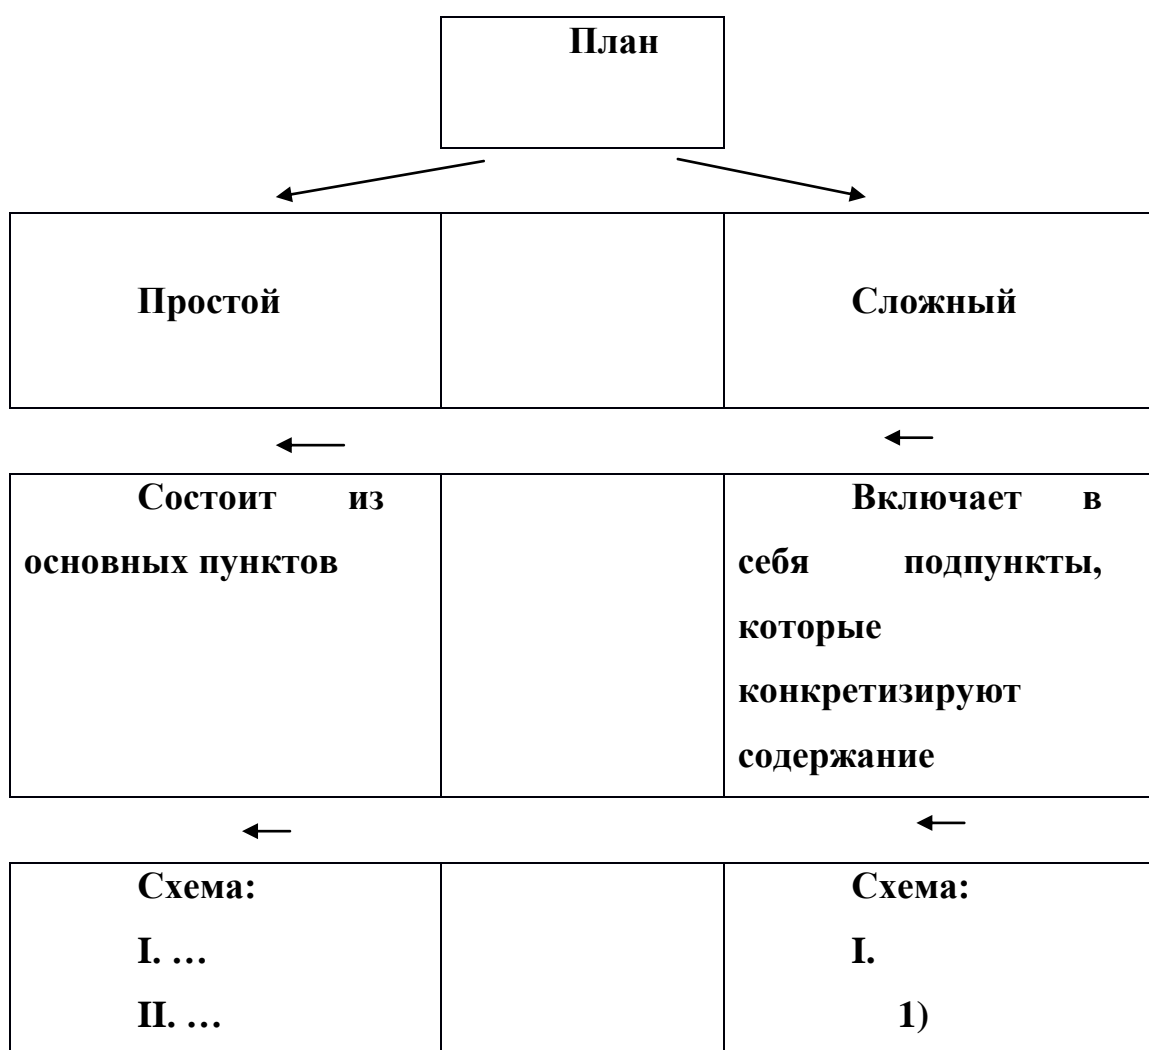 План
Простой
Сложный
Состоит из
основных пунктов
Включает в
себя подпункты,
которые
конкретизируют
содержание
Схема:
I. …
II. …
Схема:
I.
1)